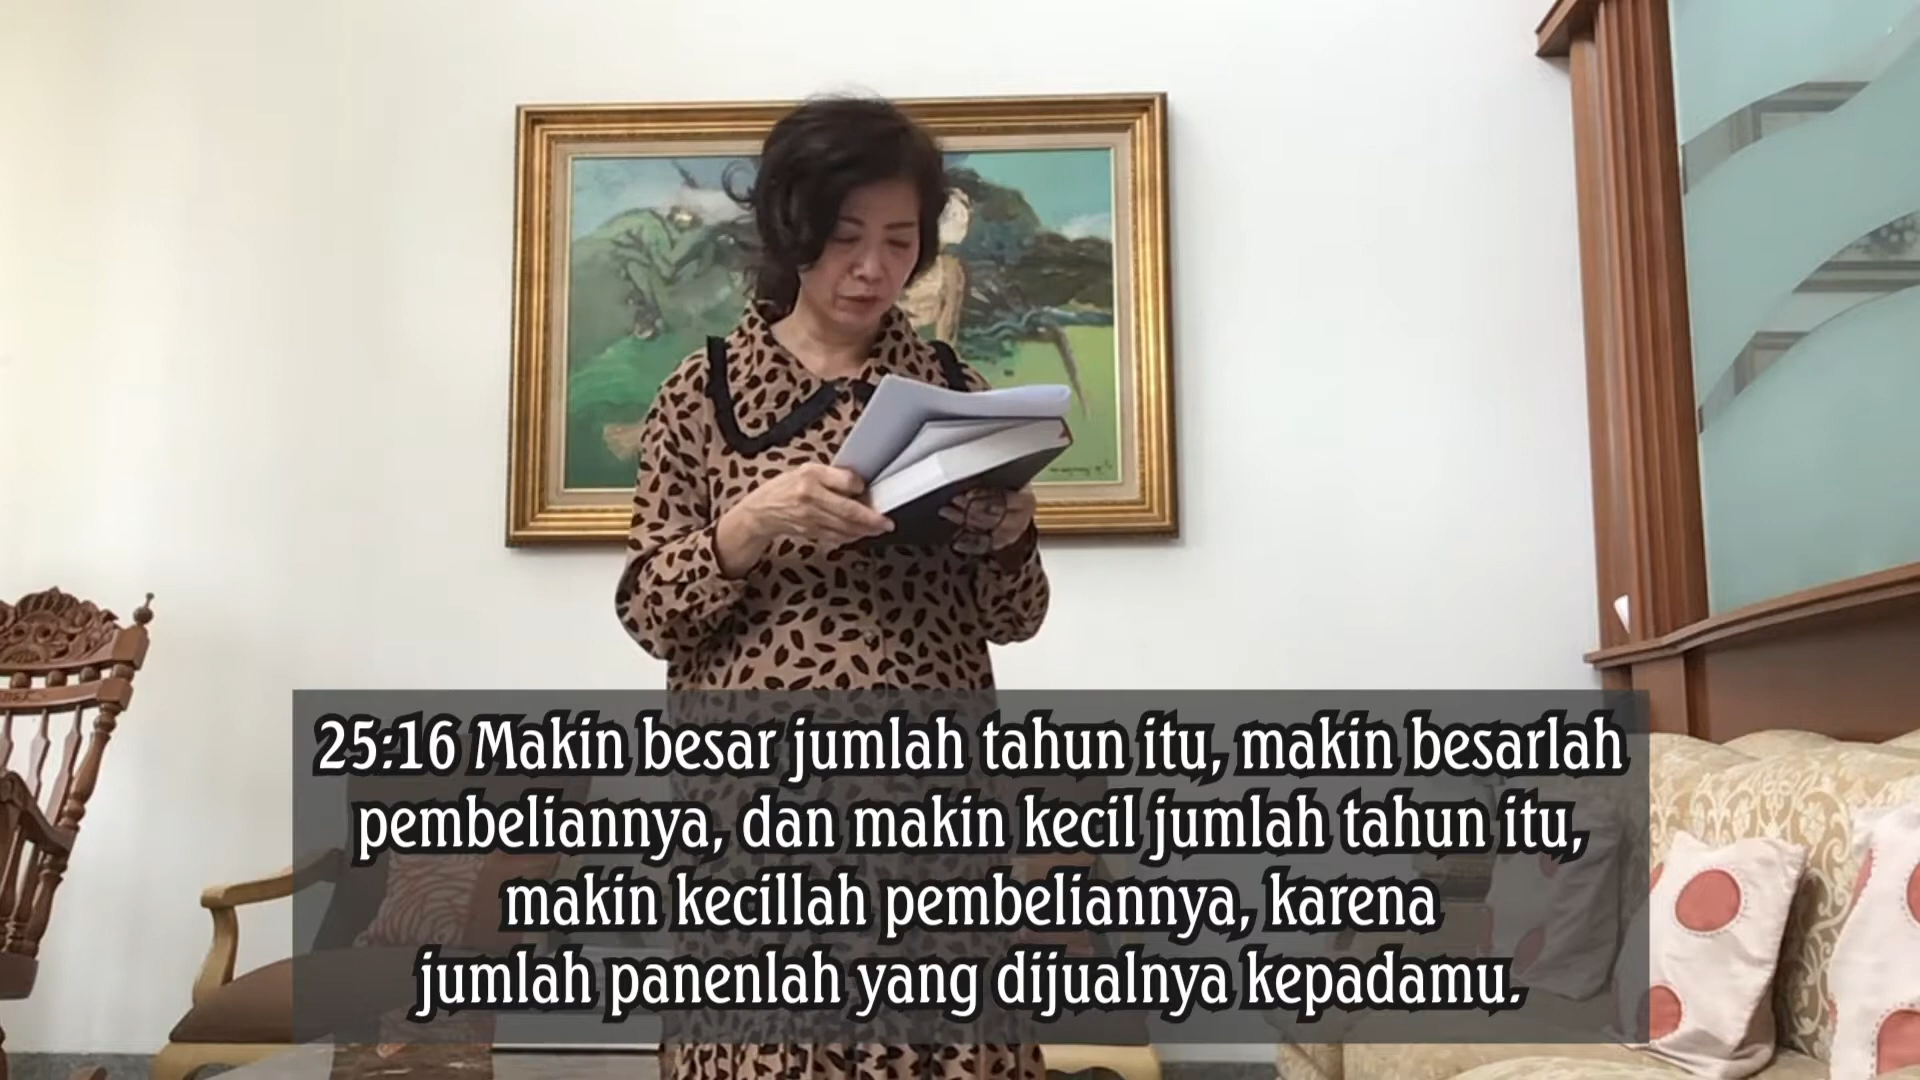 25:16 Makin besar jumlah tahun itu, makin besarlah
pembeliannya, dan makin kecil jumlah tahun itu,
makin kecillah pembeliannya, karena
jumlah panenlah yang dijualnya kepadamu.